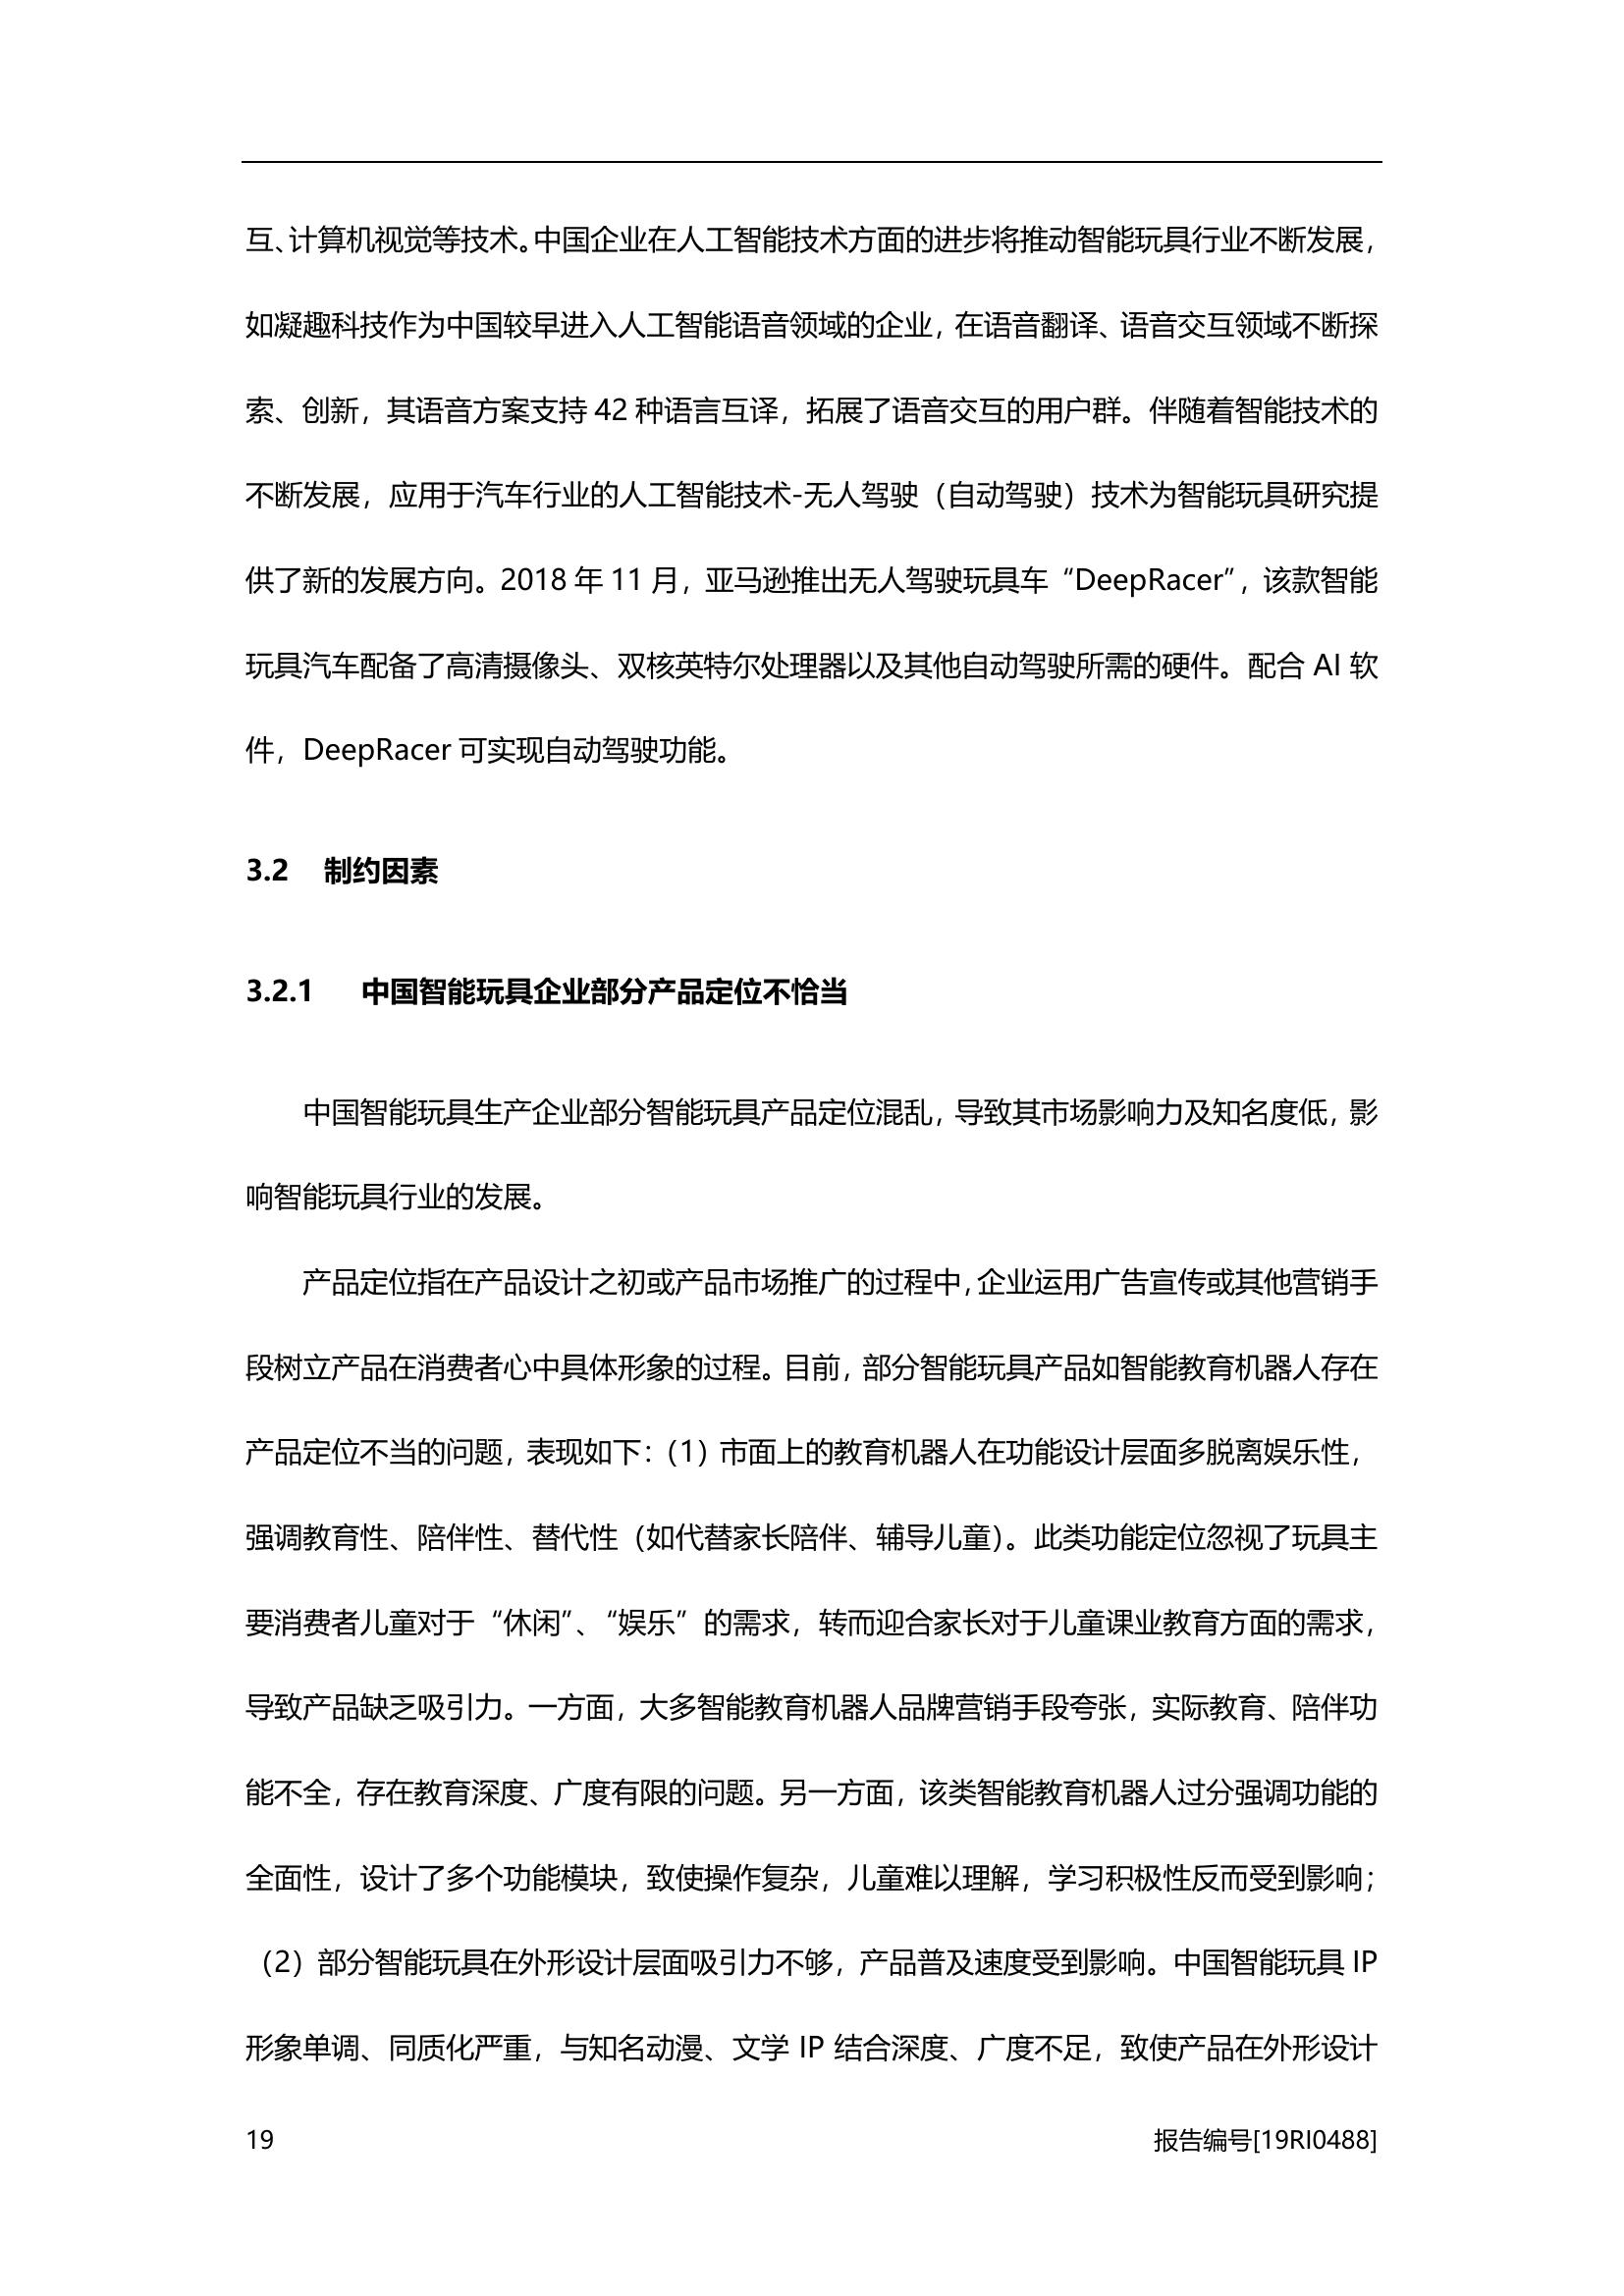 互、计算机视觉等技术。中国企业在人工智能技术方面的进步将推动智能玩具行业不断发展，
如凝趣科技作为中国较早进入人工智能语音领域的企业，在语音翻译、语音交互领域不断探
索、创新，其语音方案支持 42 种语言互译，拓展了语音交互的用户群。伴随着智能技术的
不断发展，应用于汽车行业的人工智能技术-无人驾驶（自动驾驶）技术为智能玩具研究提
供了新的发展方向。2018 年 11 月，亚马逊推出无人驾驶玩具车“DeepRacer”，该款智能
玩具汽车配备了高清摄像头、双核英特尔处理器以及其他自动驾驶所需的硬件。配合 AI 软
件，DeepRacer 可实现自动驾驶功能。
3.2 制约因素
3.2.1 中国智能玩具企业部分产品定位不恰当
中国智能玩具生产企业部分智能玩具产品定位混乱，导致其市场影响力及知名度低，影
响智能玩具行业的发展。
产品定位指在产品设计之初或产品市场推广的过程中，企业运用广告宣传或其他营销手
段树立产品在消费者心中具体形象的过程。目前，部分智能玩具产品如智能教育机器人存在
产品定位不当的问题，表现如下：（1）市面上的教育机器人在功能设计层面多脱离娱乐性，
强调教育性、陪伴性、替代性（如代替家长陪伴、辅导儿童）。此类功能定位忽视了玩具主
要消费者儿童对于“休闲”、“娱乐”的需求，转而迎合家长对于儿童课业教育方面的需求，
导致产品缺乏吸引力。一方面，大多智能教育机器人品牌营销手段夸张，实际教育、陪伴功
能不全，存在教育深度、广度有限的问题。另一方面，该类智能教育机器人过分强调功能的
全面性，设计了多个功能模块，致使操作复杂，儿童难以理解，学习积极性反而受到影响；
（2）部分智能玩具在外形设计层面吸引力不够，产品普及速度受到影响。中国智能玩具 IP
形象单调、同质化严重，与知名动漫、文学 IP 结合深度、广度不足，致使产品在外形设计
19 报告编号[19RI0488]